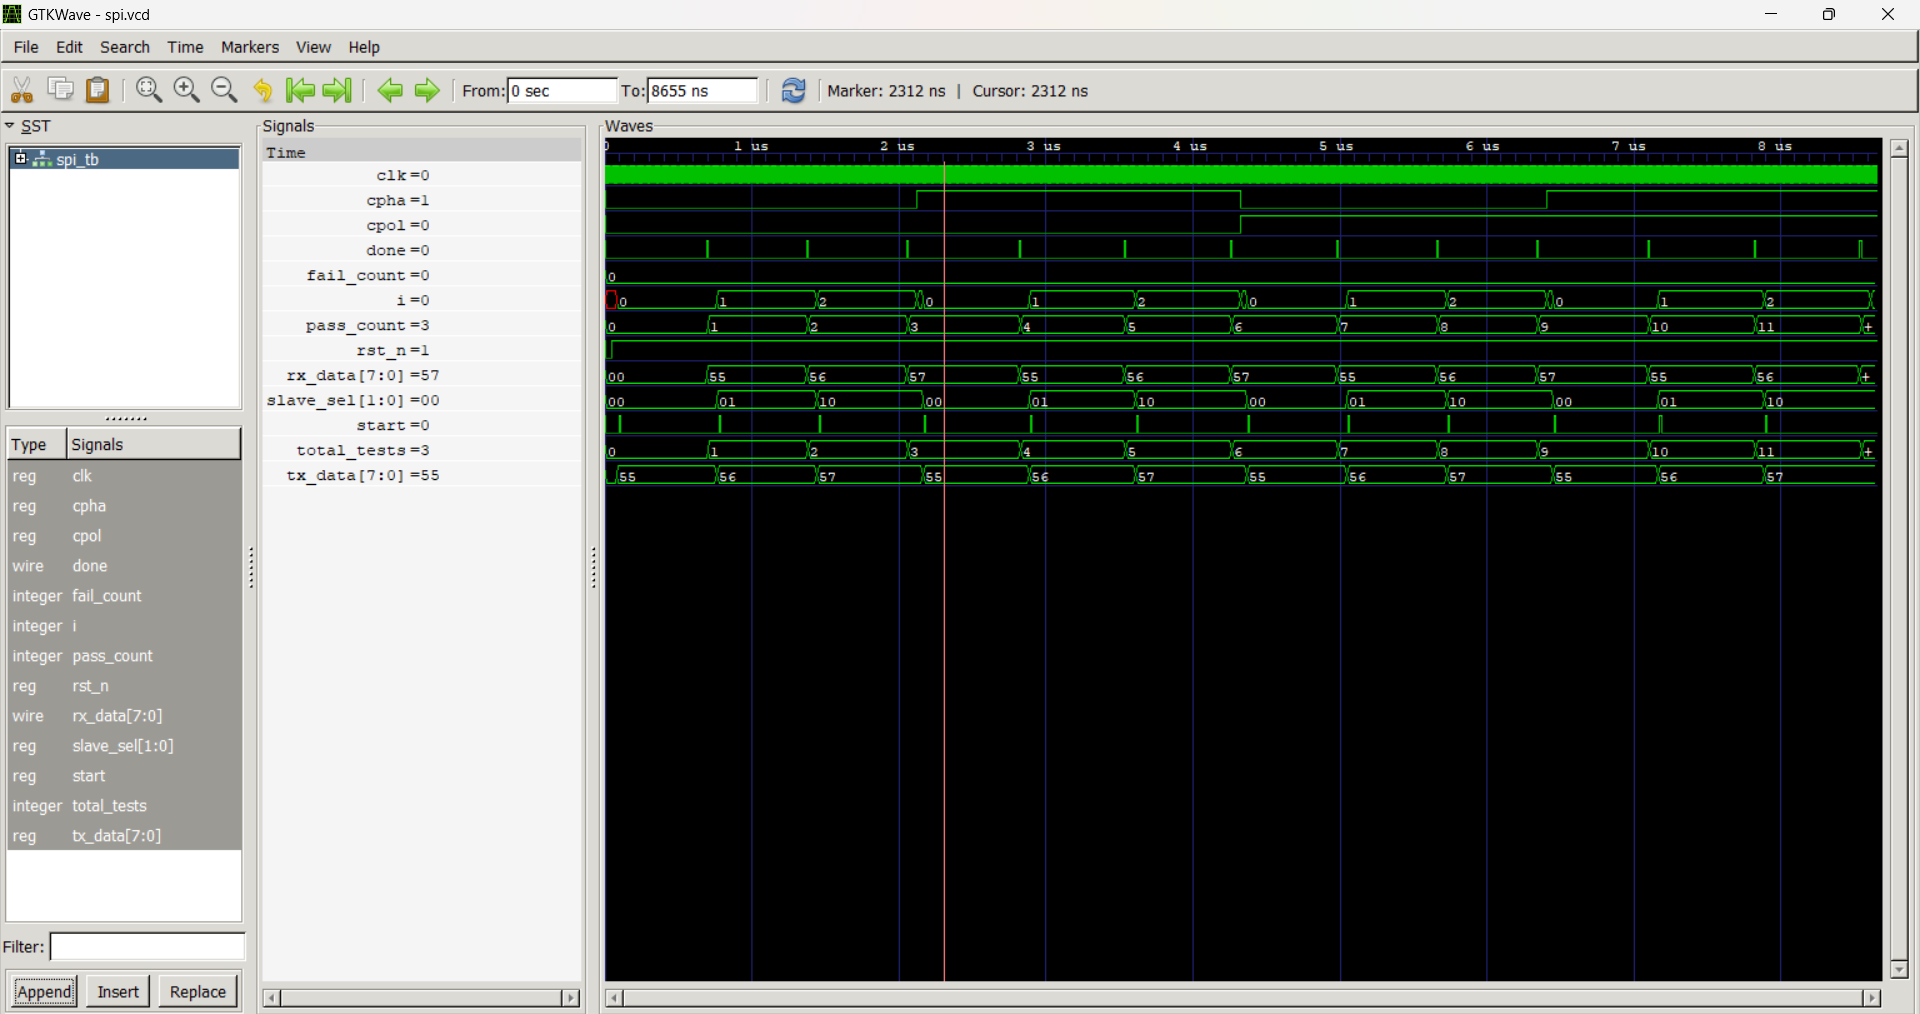 GTKWave - spi.vcd
File Edit Search Time Markers View Help
From: 0 sec To: 8655 ns Marker: 2312 ns | Cursor: 2312 ns
SST
spi_tb
Type Signals
reg clk
reg cpha
reg cpol
wire done
integer fail_count
integer i
integer pass_count
reg rst_n
wire rx_data[7:0]
reg slave_sel[1:0]
reg start
integer total_tests
reg tx_data[7:0]
Filter:
Append Insert Replace
Signals
Time
clk=0
cpha=1
cpol=0
done=0
fail_count=0
i=0
pass_count=3
rst_n=1
rx_data[7:0]=57
slave_sel[1:0]=00
start=0
total_tests=3
tx_data[7:0]=55
Waves
0 1 us 2 us 3 us 4 us 5 us 6 us 7 us 8 us
0
0 1 2 0 1 2 0 1 2 0 1 2
0 1 2 3 4 5 6 7 8 9 10 11 +
00 55 56 57 55 56 57 55 56 57 55 56 +
00 01 10 00 01 10 00 01 10 00 01 10
0 1 2 3 4 5 6 7 8 9 10 11 +
55 56 57 55 56 57 55 56 57 55 56 57